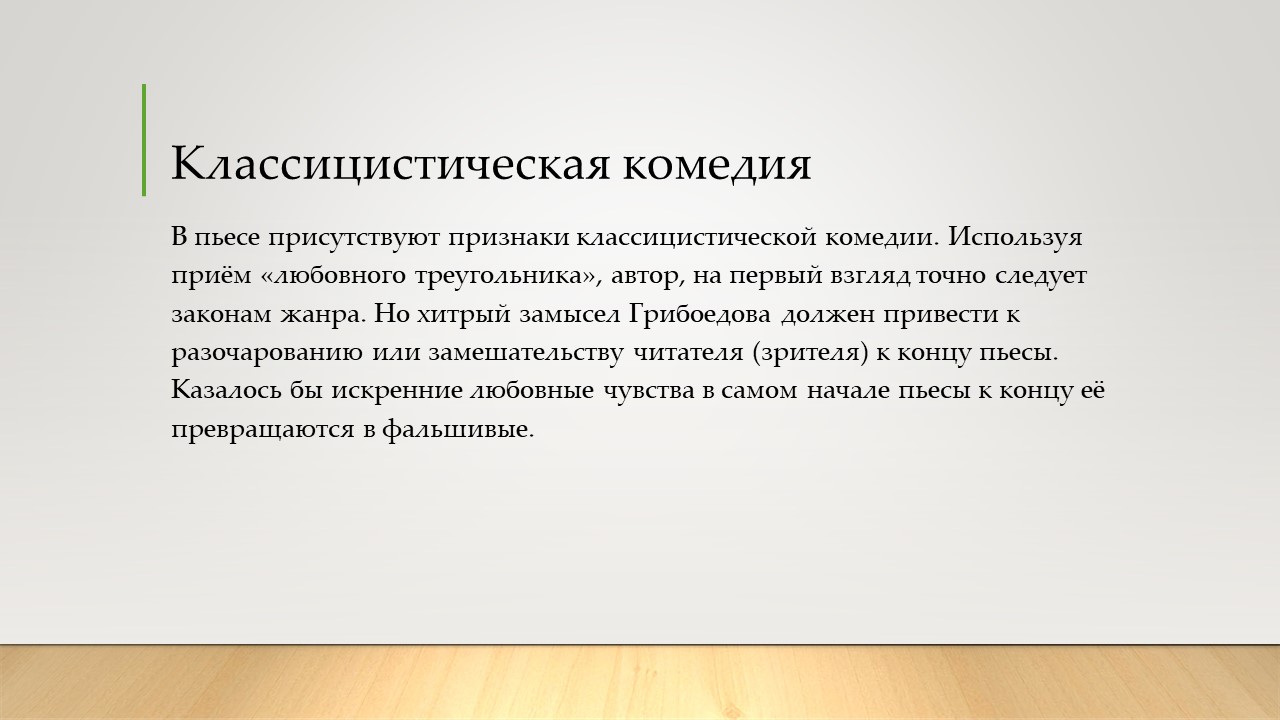 Классицистическая комедия
В пьесе присутствуют признаки классицистической комедии. Используя
приём «любовного треугольника», автор, на первый взгляд точно следует
законам жанра. Но хитрый замысел Грибоедова должен привести к
разочарованию или замешательству читателя (зрителя) к концу пьесы.
Казалось бы искренние любовные чувства в самом начале пьесы к концу её
превращаются в фальшивые.